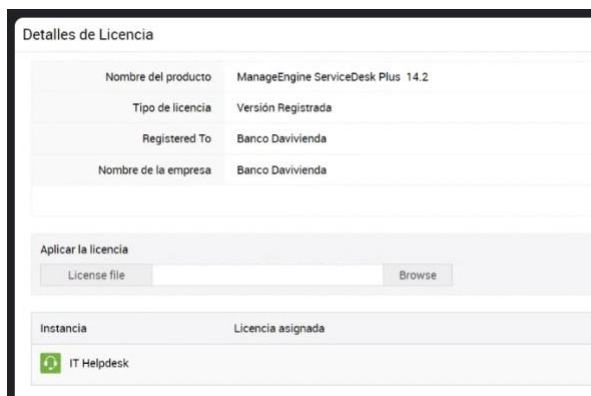 Detalles de Licencia
Nombre del producto ManageEngine ServiceDesk Plus 14.2
Tipo de licencia Versión Registrada
Registered To Banco Davivienda
Nombre de la empresa Banco Davivienda
Aplicar la licencia
License file Browse
Instancia Licencia asignada
IT Helpdesk